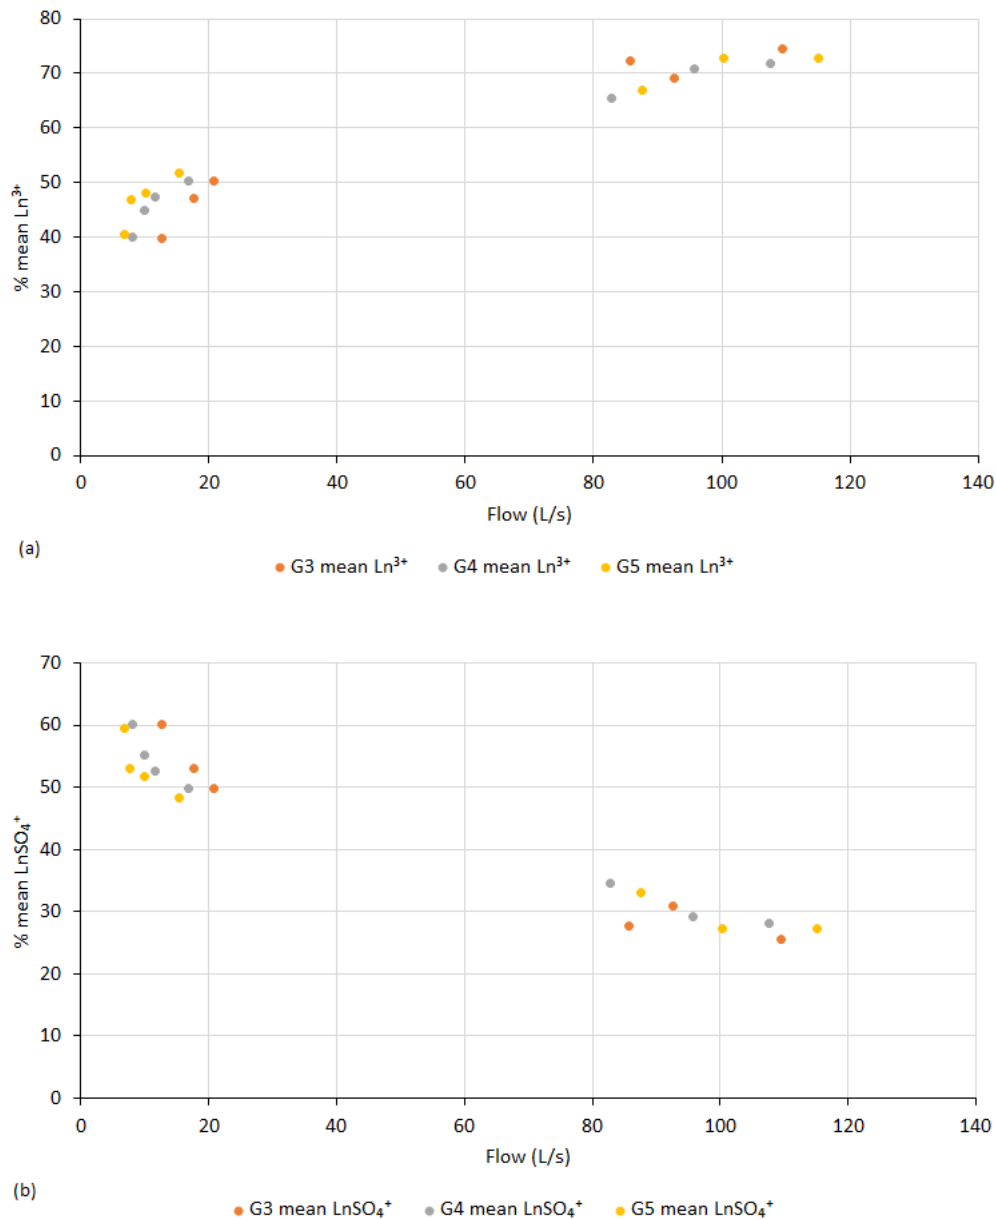 80
70
60
50
40
30
20
10
0
% mean Ln³⁺
0 20 40 60 80 100 120 140
Flow (L/s)
(a)
G3 mean Ln³⁺ G4 mean Ln³⁺ G5 mean Ln³⁺
70
60
50
40
30
20
10
0
% mean LnSO₄⁺
0 20 40 60 80 100 120 140
Flow (L/s)
(b)
G3 mean LnSO₄⁺ G4 mean LnSO₄⁺ G5 mean LnSO₄⁺